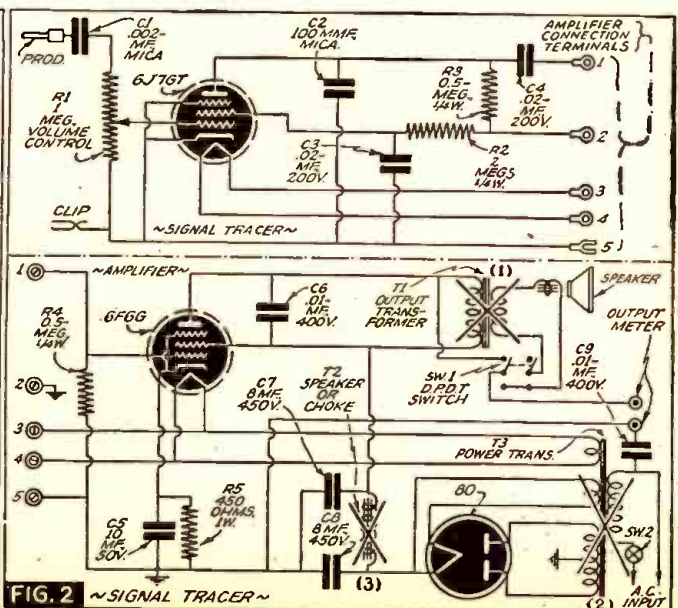 C1
.002-
MF.
MICA
PROD.
R1
1
MEG.
VOLUME
CONTROL
CLIP
6J7GT
C2
100 MMF.
MICA.
C3
.02-
MF.
200V.
R3
0.5-
MEG.
1/4W.
R2
2
MEGS
1/4W.
C4
.02-
MF.
200V.
AMPLIFIER
CONNECTION
TERMINALS
1
2
3
4
5
~SIGNAL TRACER~
~AMPLIFIER~
1
2
3
4
5
R4
0.5-
MEG.
1/4W.
6F6G
C6
.01-
MF.
400V.
T1
OUTPUT
TRANS-
FORMER
(1)
SPEAKER
OUTPUT
METER
SW.1
D.P.D.T
SWITCH
C9
.01-
MF.
400V.
T2
SPEAKER
OR
CHOKE
C7
8 MF.
450V.
C8
8 MF.
450V.
(3)
T3
POWER TRANS.
80
C5
10
MF.
50V.
R5
450
OHMS.
1W.
SW.2
A.C.
INPUT
(2)
FIG. 2
~SIGNAL TRACER~